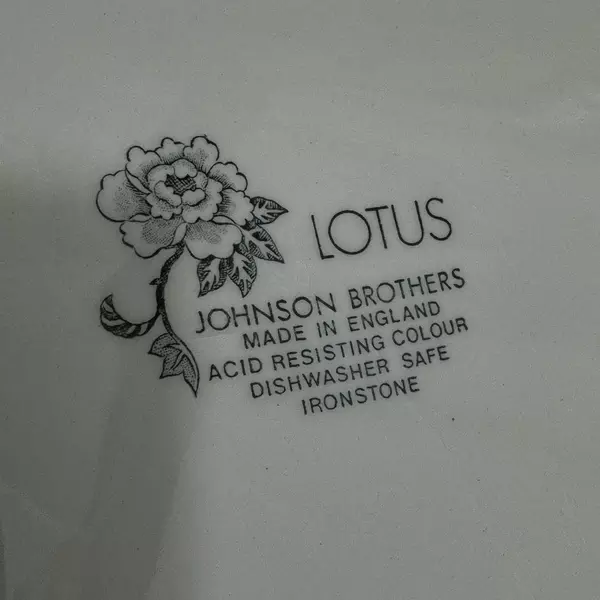 LOTUS
JOHNSON BROTHERS
MADE IN ENGLAND
ACID RESISTING COLOUR
DISHWASHER SAFE
IRONSTONE